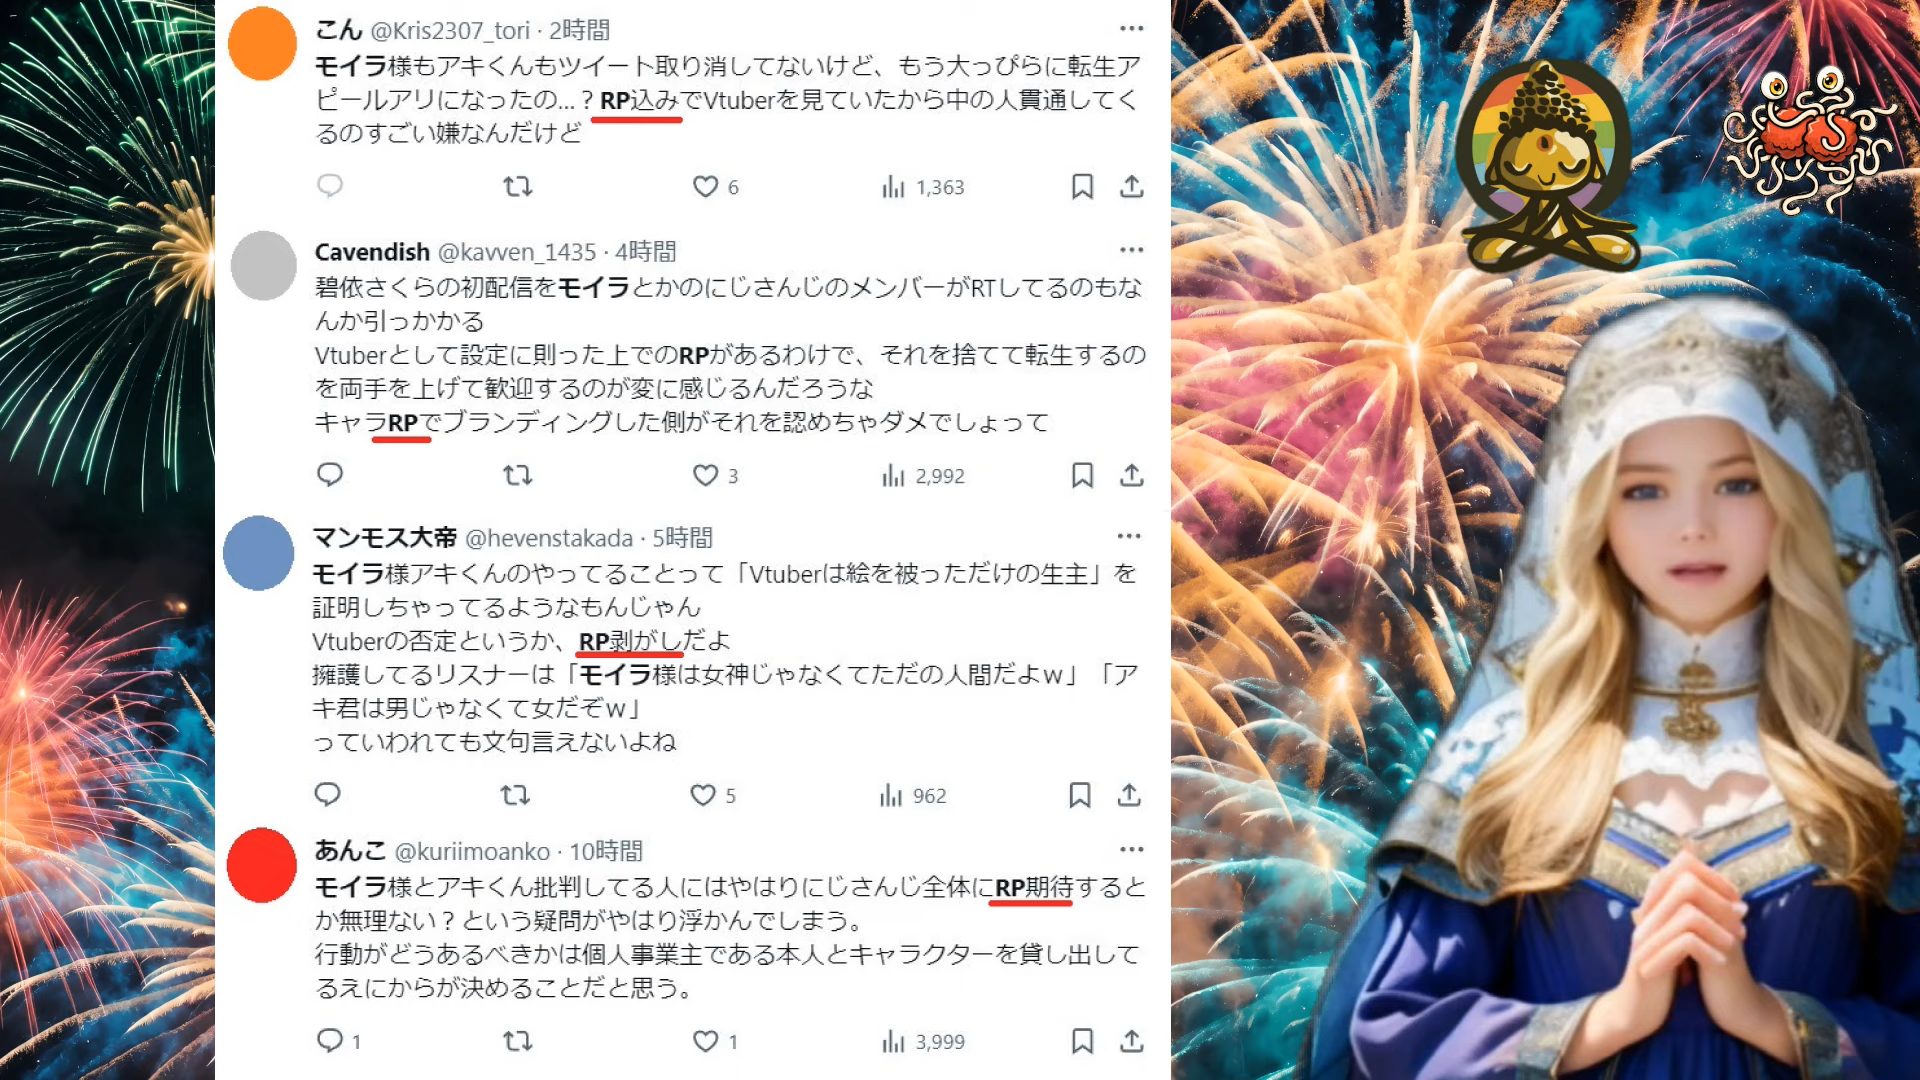 こん @Kris2307_tori · 2時間
モイラ様もアキくんもツイート取り消してないけど、もう大っぴらに転生ア
ピールアリになったの...？RP込みでVtuberを見ていたから中の人貫通してく
るのすごい嫌なんだけど
6 1,363
Cavendish @kavven_1435 · 4時間
碧依さくらの初配信をモイラとかのにじさんじのメンバーがRTしてるのもな
んか引っかかる
Vtuberとして設定に則った上でのRPがあるわけで、それを捨てて転生するの
を両手を上げて歓迎するのが変に感じるんだろうな
キャラRPでブランディングした側がそれを認めちゃダメでしょって
3 2,992
マンモス大帝 @hevenstakada · 5時間
モイラ様アキくんのやってることって「Vtuberは絵を被っただけの生主」を
証明しちゃってるようなもんじゃん
Vtuberの否定というか、RP剥がしだよ
擁護してるリスナーは「モイラ様は女神じゃなくてただの人間だよｗ」「ア
キ君は男じゃなくて女だぞｗ」
っていわれても文句言えないよね
5 962
あんこ @kuriimoanko · 10時間
モイラ様とアキくん批判してる人にはやはりにじさんじ全体にRP期待すると
か無理ない？という疑問がやはり浮かんでしまう。
行動がどうあるべきかは個人事業主である本人とキャラクターを貸し出して
るえにからが決めることだと思う。
1 1 3,999